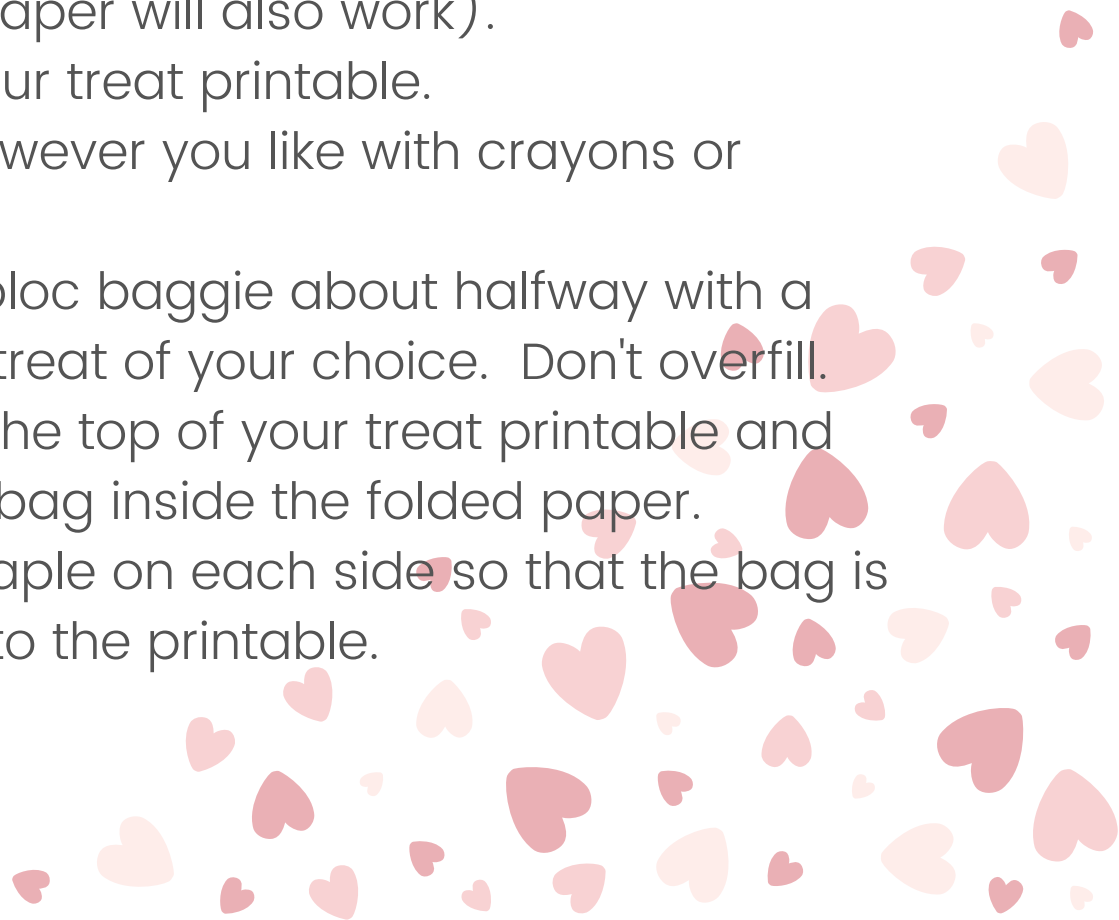 aper will also work).
ur treat printable.
wever you like with crayons or
loc baggie about halfway with a
treat of your choice.  Don't overfill.
he top of your treat printable and
bag inside the folded paper.
aple on each side so that the bag is
to the printable.